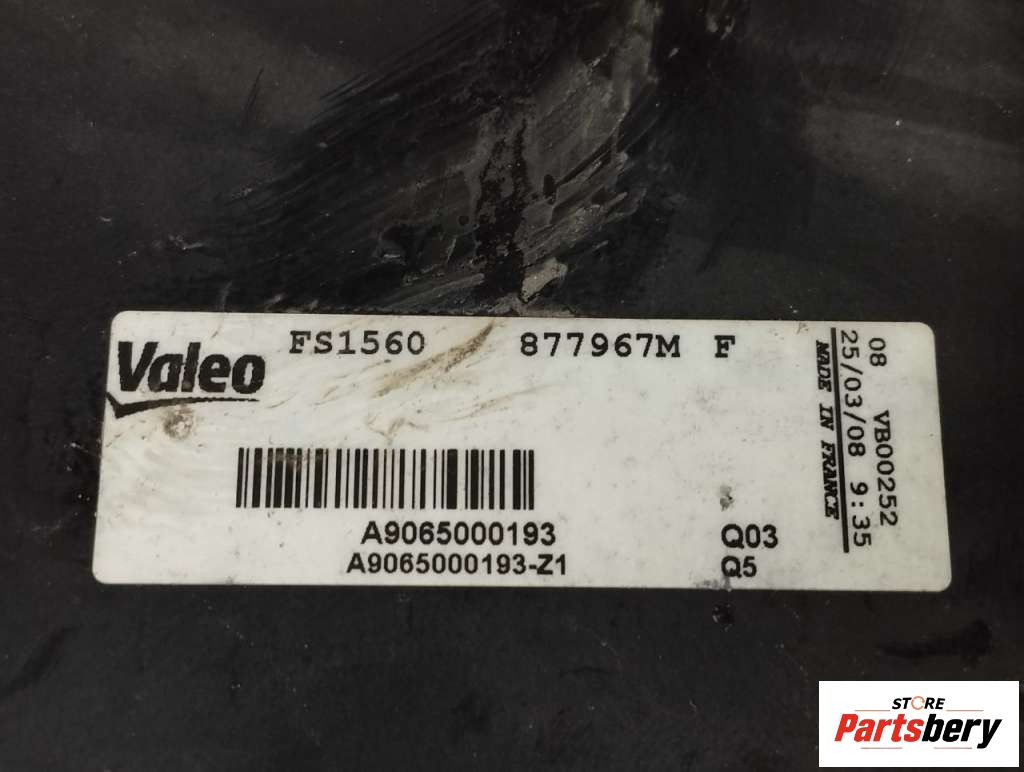 Valeo
FS1560 877967M F
A9065000193
A9065000193-Z1
Q03
Q5
08 VB00252
25/03/08 9:35
MADE IN FRANCE
STORE
Partsbery